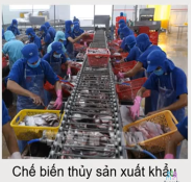 Chế biến thủy sản xuất khẩu